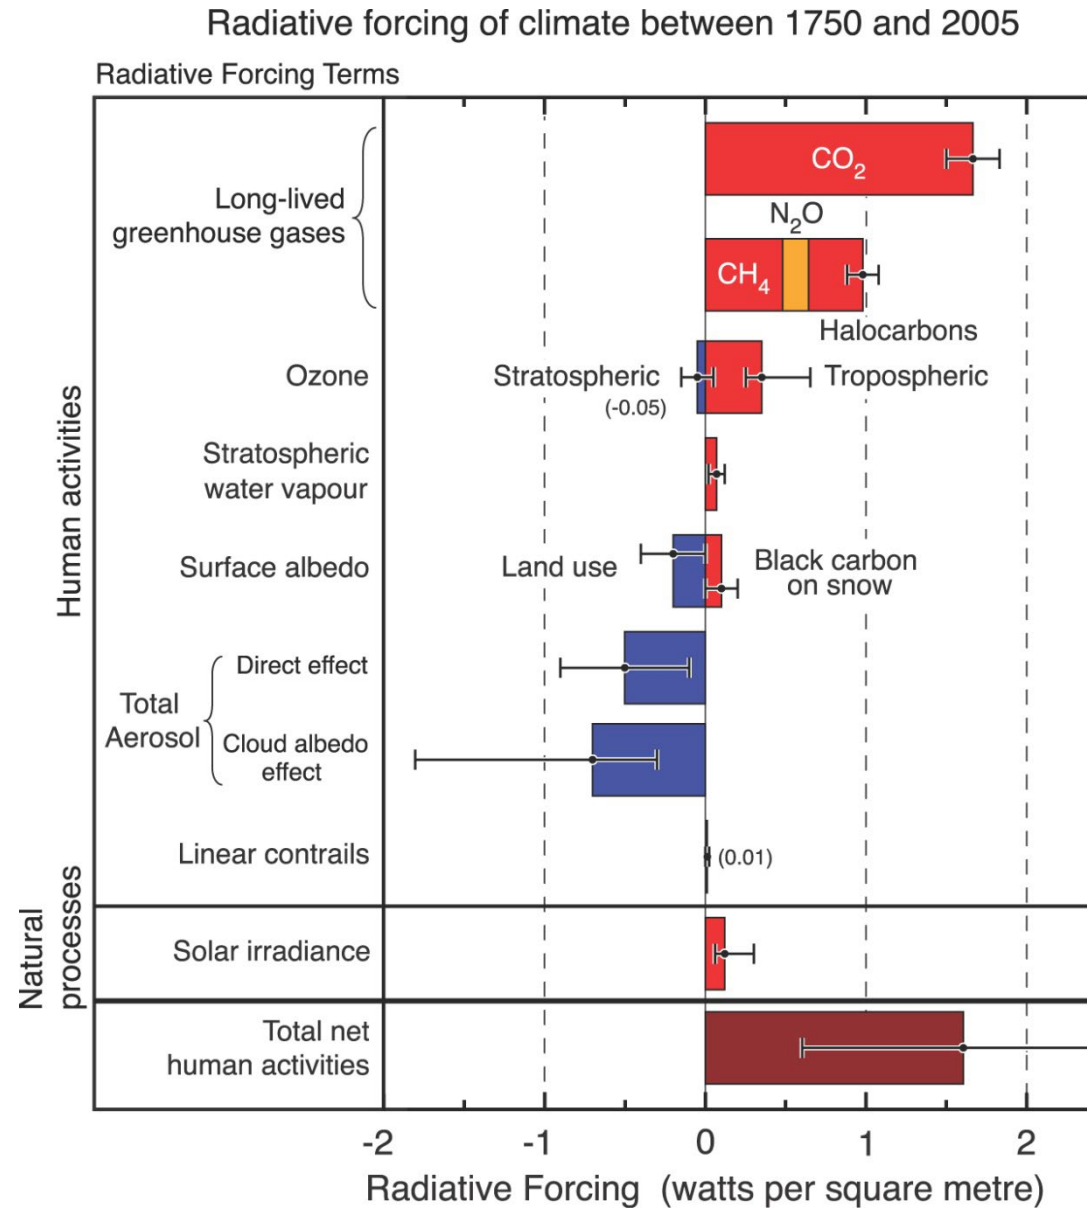 Radiative forcing of climate between 1750 and 2005
Radiative Forcing Terms
Human activities
Long-lived
greenhouse gases
CO₂
N₂O
CH₄
Halocarbons
Ozone
Stratospheric
(-0.05)
Tropospheric
Stratospheric
water vapour
Surface albedo
Land use
Black carbon
on snow
Total
Aerosol
Direct effect
Cloud albedo
effect
Linear contrails
(0.01)
Natural
processes
Solar irradiance
Total net
human activities
-2 -1 0 1 2
Radiative Forcing (watts per square metre)